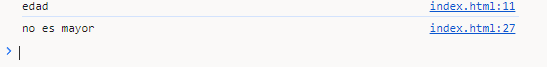 edad index.html:11
no es mayor index.html:27
>